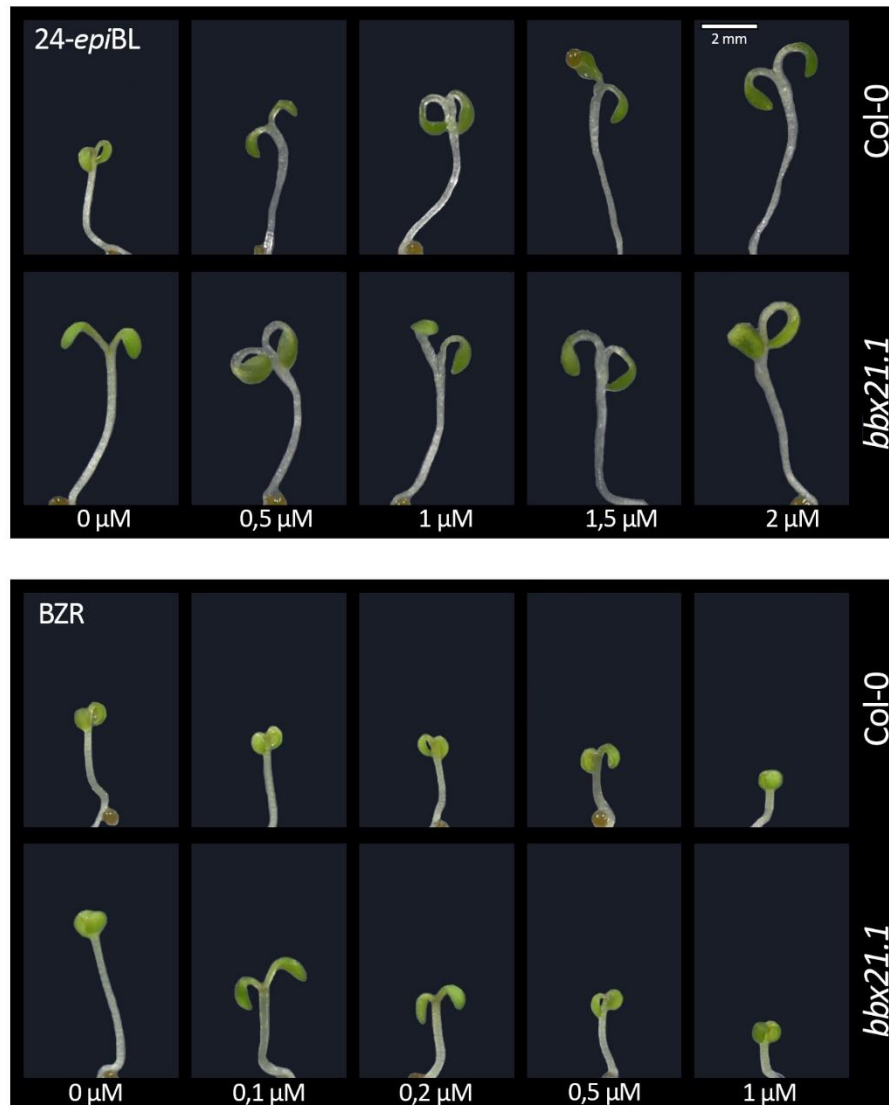 24-epiBL
2 mm
Col-0
bbx21.1
0 µM
0,5 µM
1 µM
1,5 µM
2 µM
BZR
Col-0
bbx21.1
0 µM
0,1 µM
0,2 µM
0,5 µM
1 µM